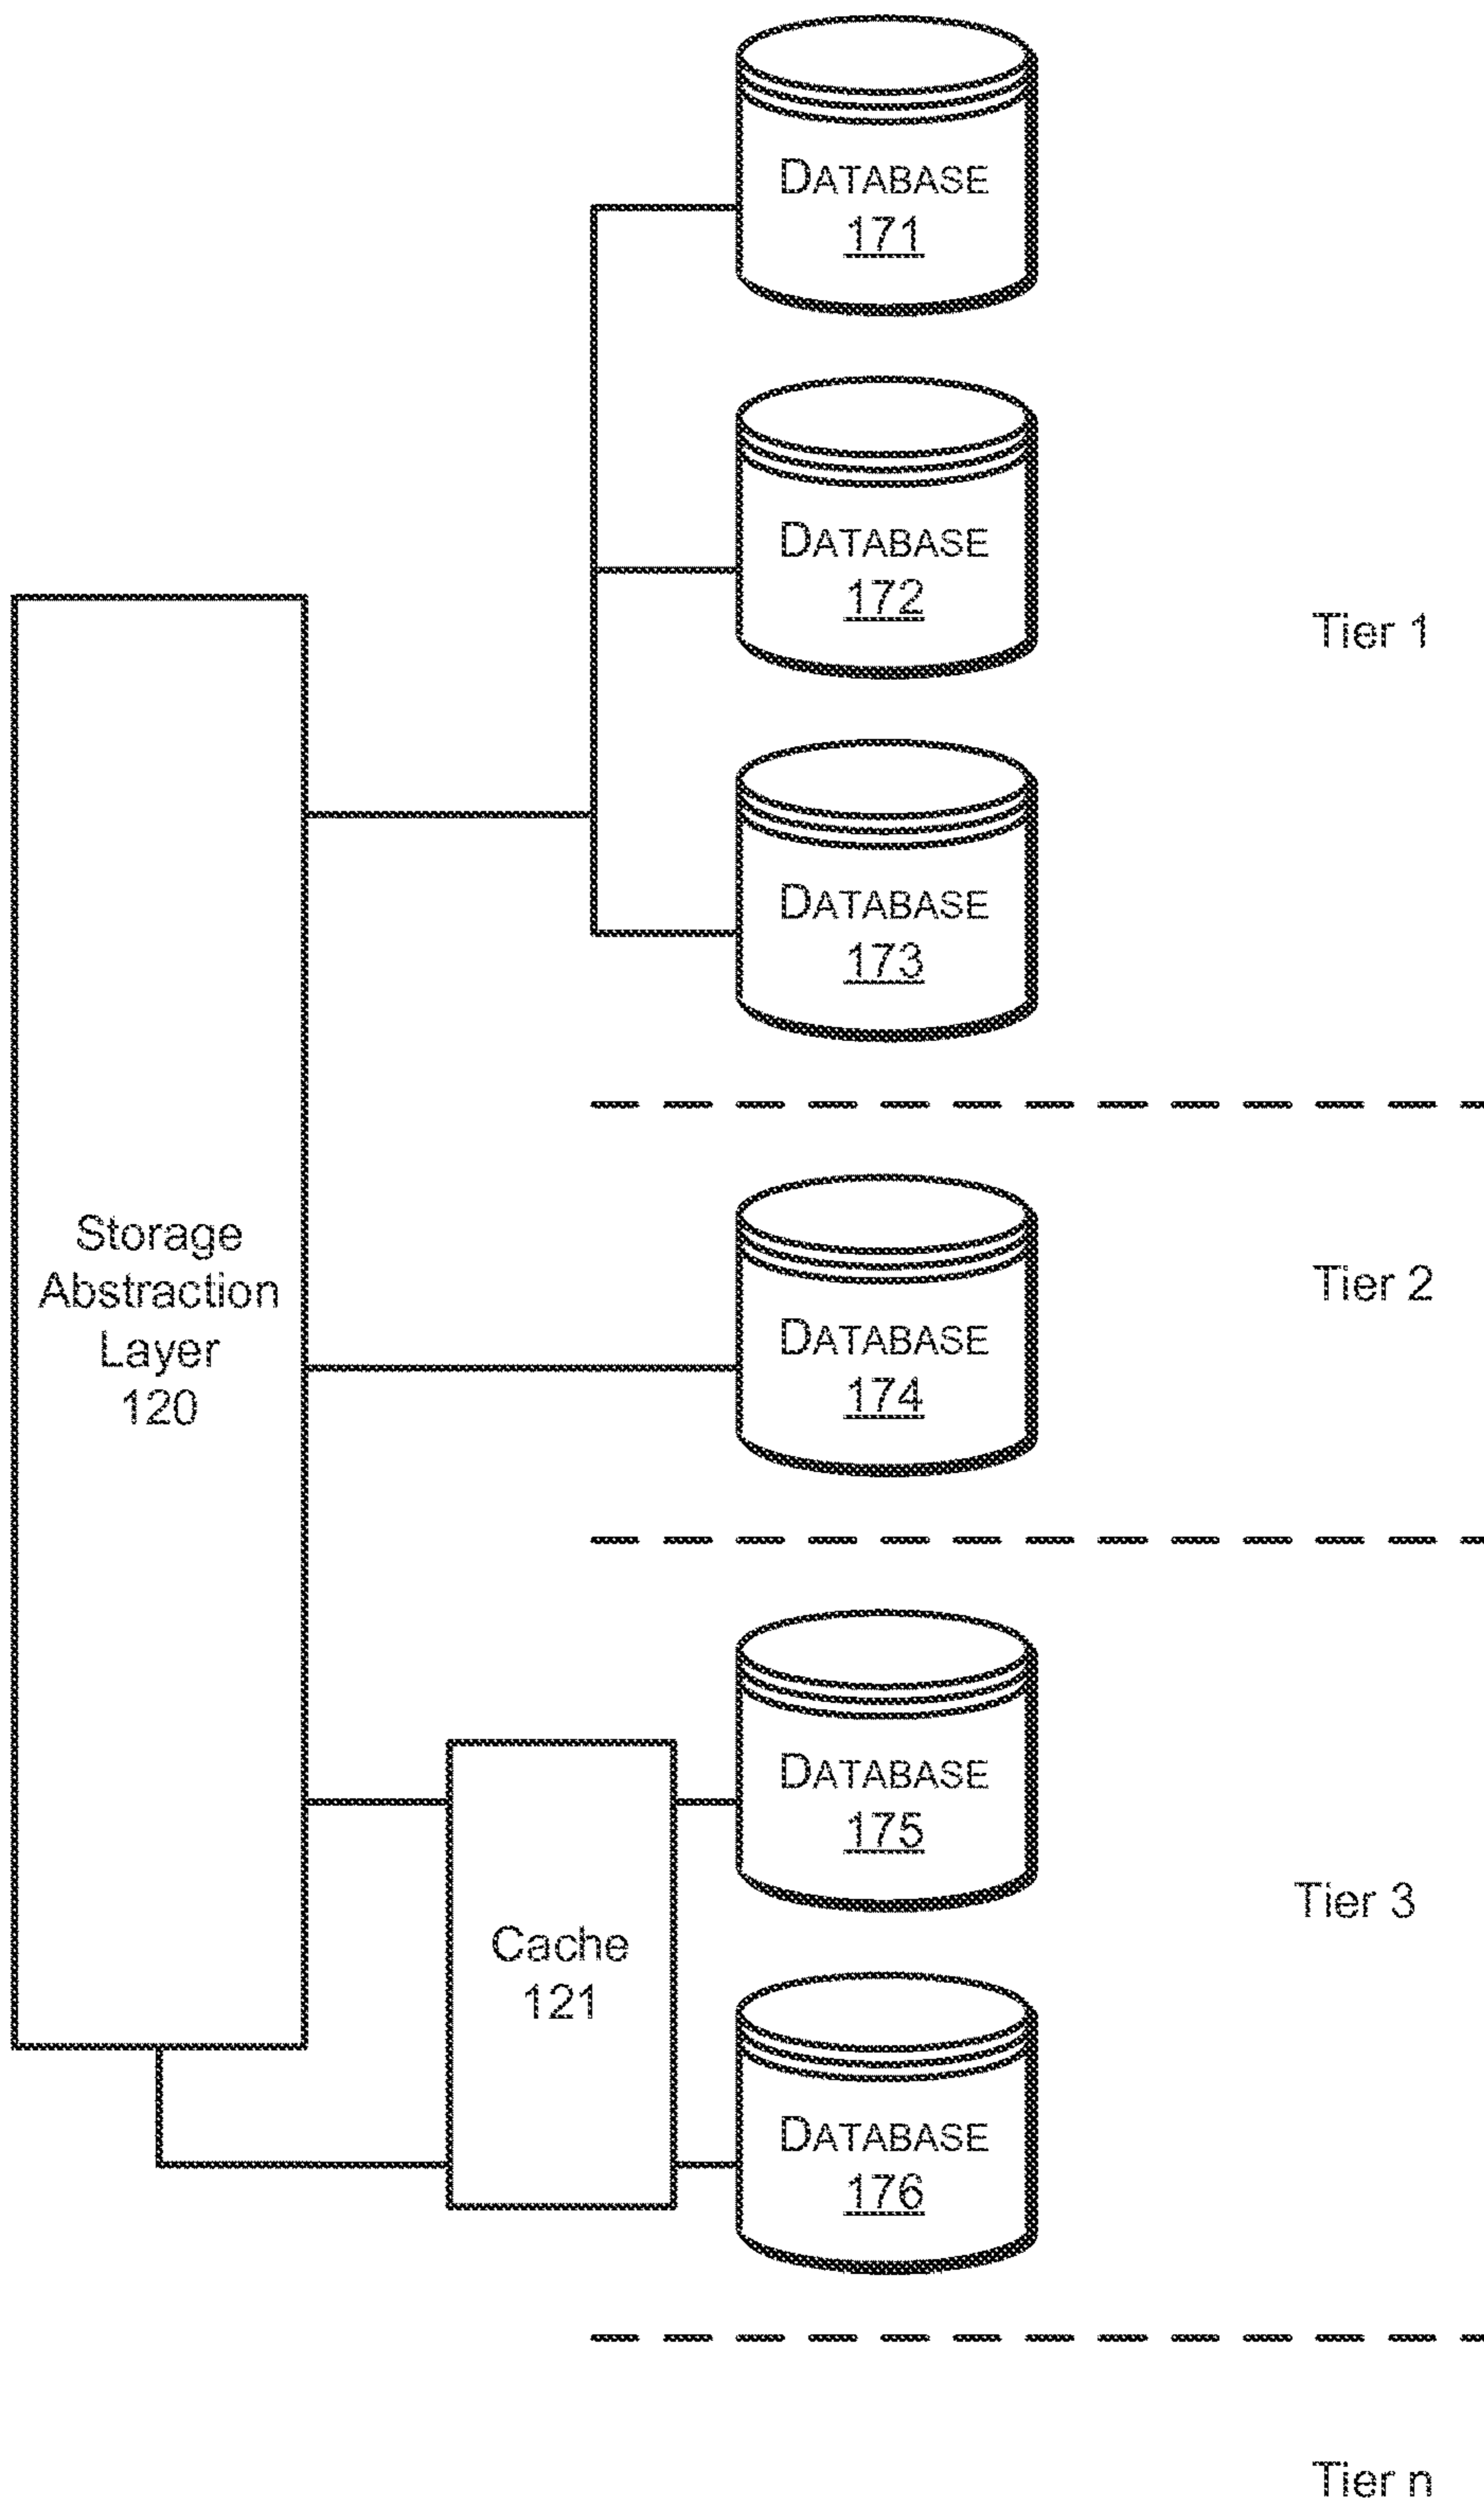 DATABASE
171
DATABASE
172
Tier 1
DATABASE
173
Storage
Abstraction
Layer
120
DATABASE
174
Tier 2
DATABASE
175
Tier 3
Cache
121
DATABASE
176
Tier n